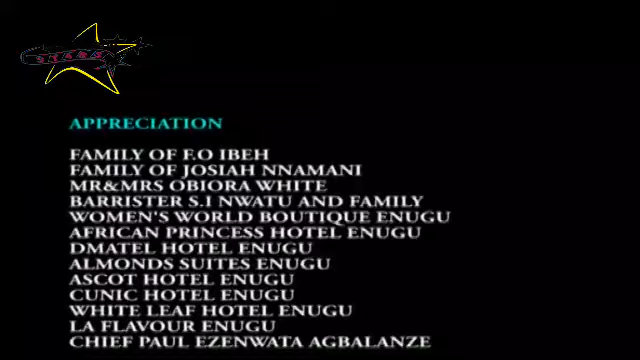 APPRECIATION
FAMILY OF F.O IBEH
FAMILY OF JOSIAH NNAMANI
MR&MRS OBIORA WHITE
BARRISTER S.I NWATU AND FAMILY
WOMEN'S WORLD BOUTIQUE ENUGU
AFRICAN PRINCESS HOTEL ENUGU
DMATEL HOTEL ENUGU
ALMONDS SUITES ENUGU
ASCOT HOTEL ENUGU
CUNIC HOTEL ENUGU
WHITE LEAF HOTEL ENUGU
LA FLAVOUR ENUGU
CHIEF PAUL EZENWATA AGBALANZE